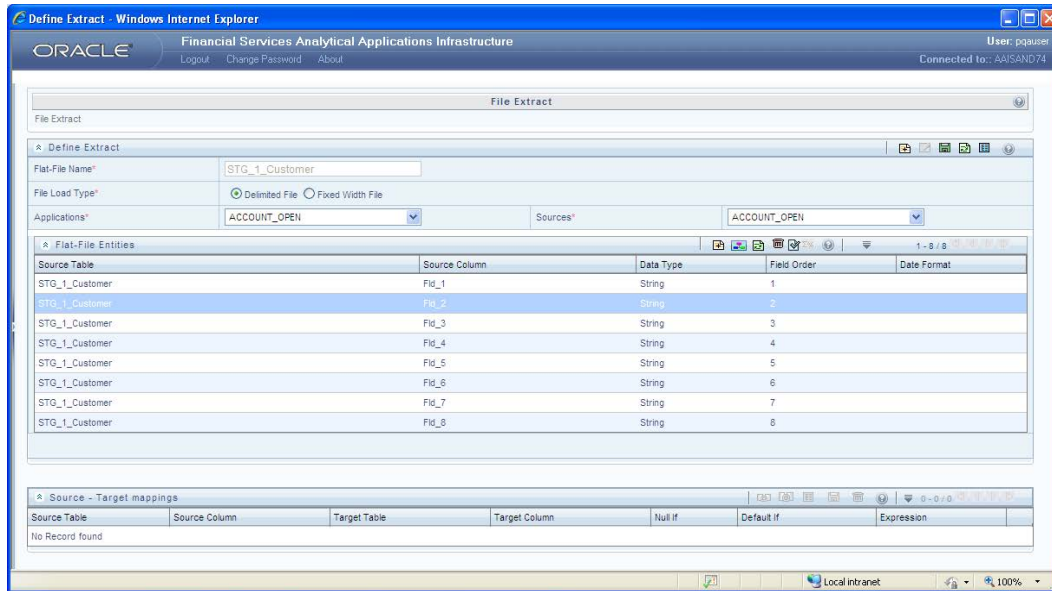 Define Extract - Windows Internet Explorer
ORACLE
Financial Services Analytical Applications Infrastructure
User: pqauser
Logout Change Password About
Connected to:: AAISAND74
File Extract
File Extract
Define Extract
Flat-File Name*
STG_1_Customer
File Load Type*
Delimited File Fixed Width File
Applications*
ACCOUNT_OPEN
Sources*
ACCOUNT_OPEN
Flat-File Entities
1 - 8 / 8
Source Table Source Column Data Type Field Order Date Format
STG_1_Customer Fld_1 String 1
STG_1_Customer Fld_2 String 2
STG_1_Customer Fld_3 String 3
STG_1_Customer Fld_4 String 4
STG_1_Customer Fld_5 String 5
STG_1_Customer Fld_6 String 6
STG_1_Customer Fld_7 String 7
STG_1_Customer Fld_8 String 8
Source - Target mappings
0 - 0 / 0
Source Table Source Column Target Table Target Column Null If Default If Expression
No Record found
Local intranet
100%